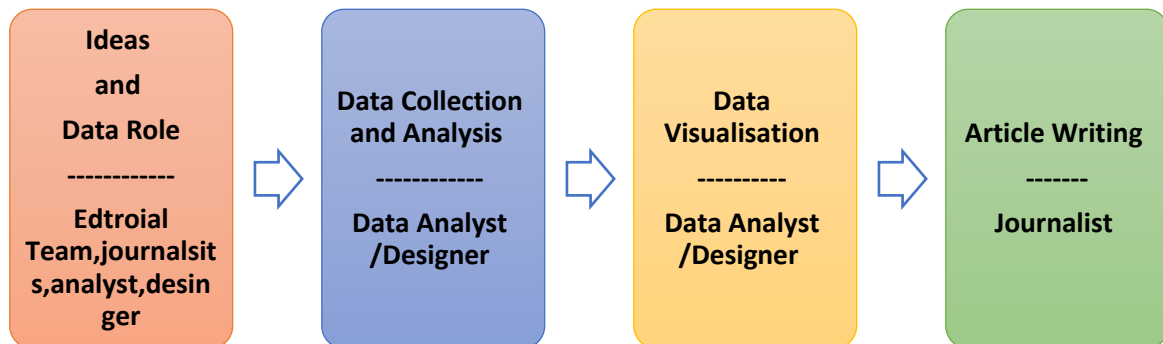 Ideas
and
Data Role
------------
Edtroial
Team,journalsit
s,analyst,desin
ger
Data Collection
and Analysis
------------
Data Analyst
/Designer
Data
Visualisation
----------
Data Analyst
/Designer
Article Writing
-------
Journalist